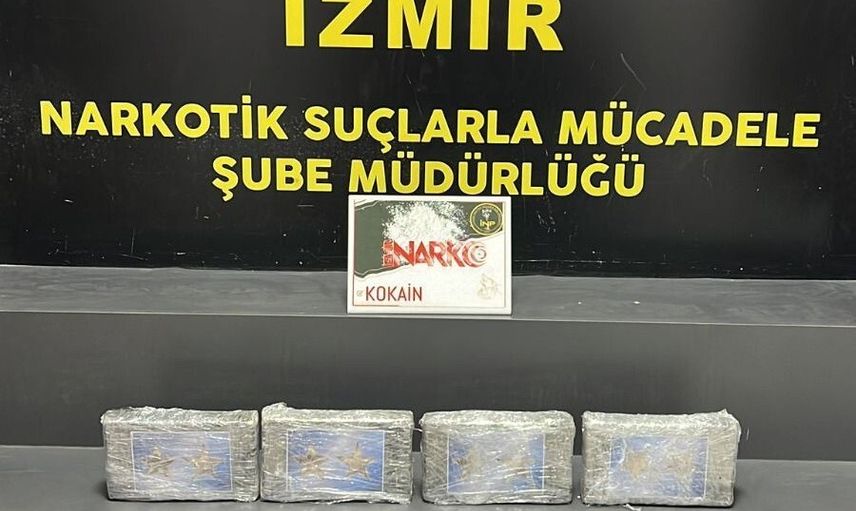 İZMİR
NARKOTİK SUÇLARLA MÜCADELE
ŞUBE MÜDÜRLÜĞÜ
NARKO
KOKAİN